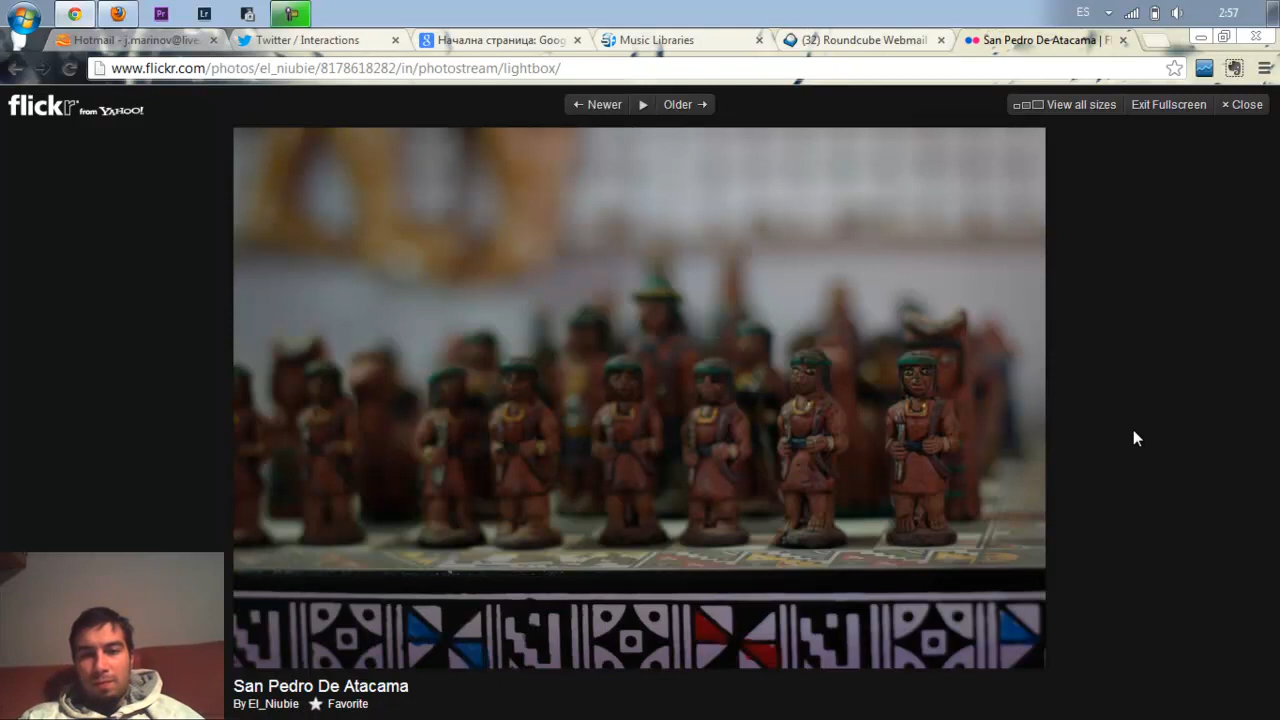 ES 2:57
Hotmail - j.marinov@live
Twitter / Interactions
Начална страница: Goog
Music Libraries
(32) Roundcube Webmail
San Pedro De Atacama | F
www.flickr.com/photos/el_niubie/8178618282/in/photostream/lightbox/
flickr from YAHOO!
← Newer
Older →
View all sizes
Exit Fullscreen
× Close
San Pedro De Atacama
By El_Niubie ★ Favorite